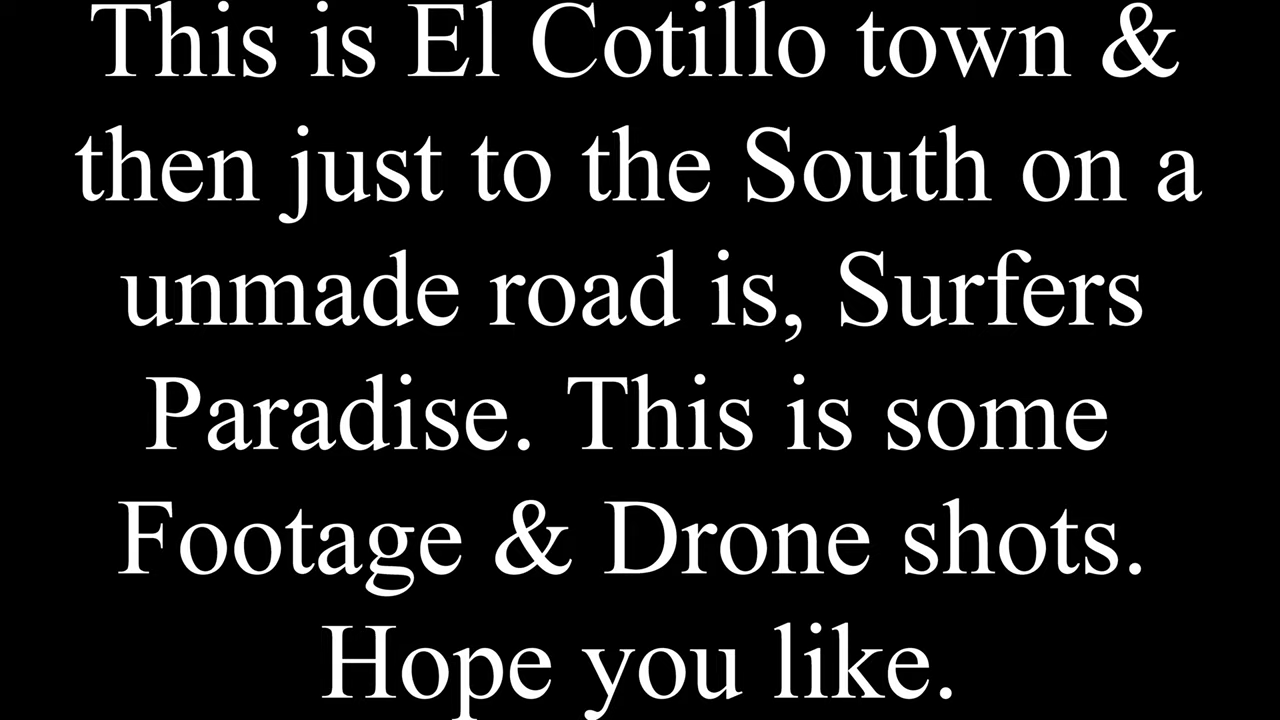 This is El Cotillo town &
then just to the South on a
unmade road is, Surfers
Paradise. This is some
Footage & Drone shots.
Hope you like.